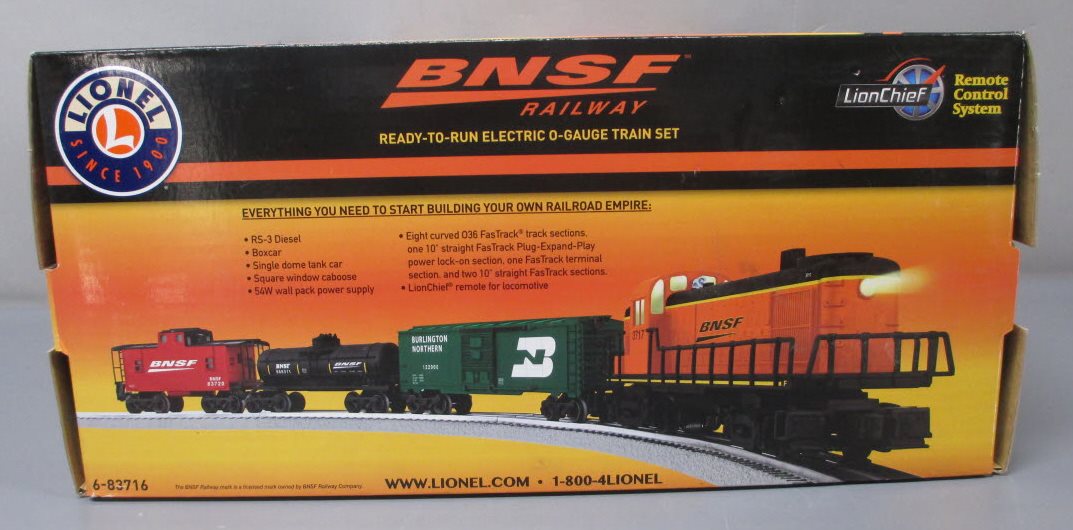 LIONEL
L
SINCE 1900
BNSF™
RAILWAY
READY-TO-RUN ELECTRIC O-GAUGE TRAIN SET
LionChief
Remote
Control
System
EVERYTHING YOU NEED TO START BUILDING YOUR OWN RAILROAD EMPIRE:
• RS-3 Diesel
• Boxcar
• Single dome tank car
• Square window caboose
• 54W wall pack power supply
• Eight curved O36 FasTrack® track sections,
one 10" straight FasTrack Plug-Expand-Play
power lock-on section, one FasTrack terminal
section, and two 10" straight FasTrack sections.
• LionChief® remote for locomotive
BNSF
BNSF
83720
BNSF
BNSF
BURLINGTON
NORTHERN
BN
3717
BNSF
F
6-83716
The BNSF Railway mark is a licensed mark owned by BNSF Railway Company.
WWW.LIONEL.COM • 1-800-4LIONEL